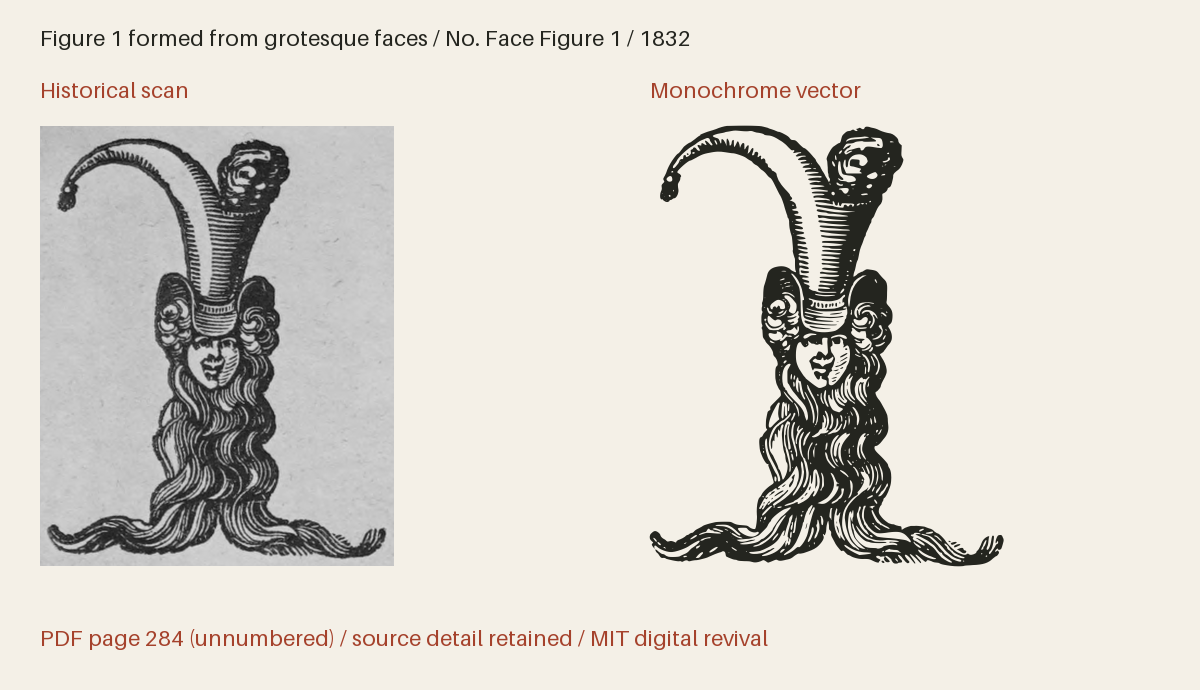 Figure 1 formed from grotesque faces / No. Face Figure 1 / 1832
Historical scan
Monochrome vector
PDF page 284 (unnumbered) / source detail retained / MIT digital revival